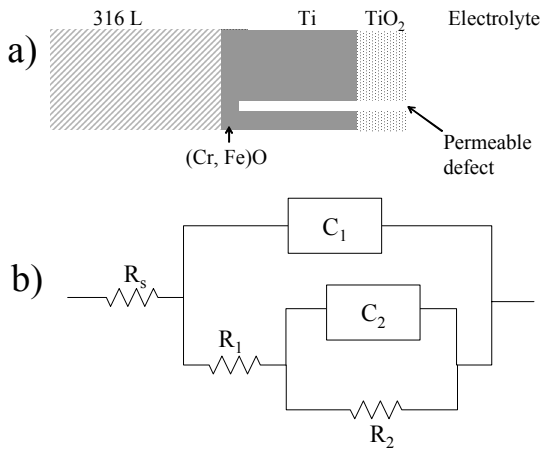 316 L Ti TiO₂ Electrolyte
a)
(Cr, Fe)O
Permeable
defect
b)
C₁
Rₛ
C₂
R₁
R₂